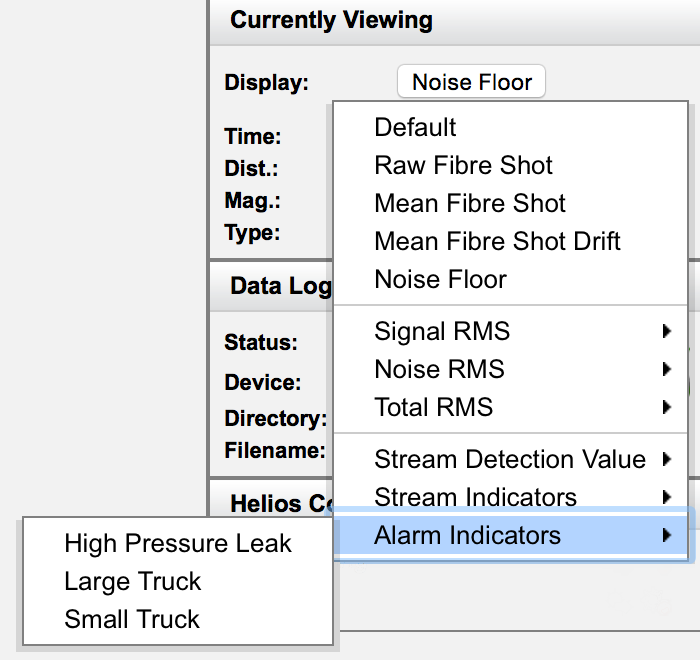 Currently Viewing
Display: Noise Floor
Time:
Dist.:
Mag.:
Type:
Default
Raw Fibre Shot
Mean Fibre Shot
Mean Fibre Shot Drift
Noise Floor
Data Log
Status:
Device:
Directory:
Filename:
Signal RMS
Noise RMS
Total RMS
Stream Detection Value
Stream Indicators
Alarm Indicators
Helios
High Pressure Leak
Large Truck
Small Truck